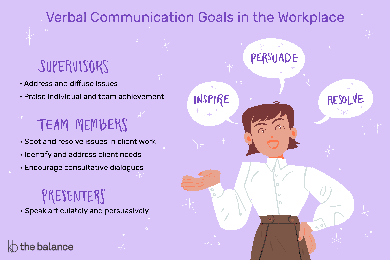 Verbal Communication Goals in the Workplace
SUPERVISORS
• Address and diffuse issues
• Praise individual and team achievement
TEAM MEMBERS
• Scot and resolve issues in client work
• Identify and address client needs
• Encourage consultative dialogues
PRESENTERS
• Speak articulately and persuasively
INSPIRE
PERSUADE
RESOLVE
the balance